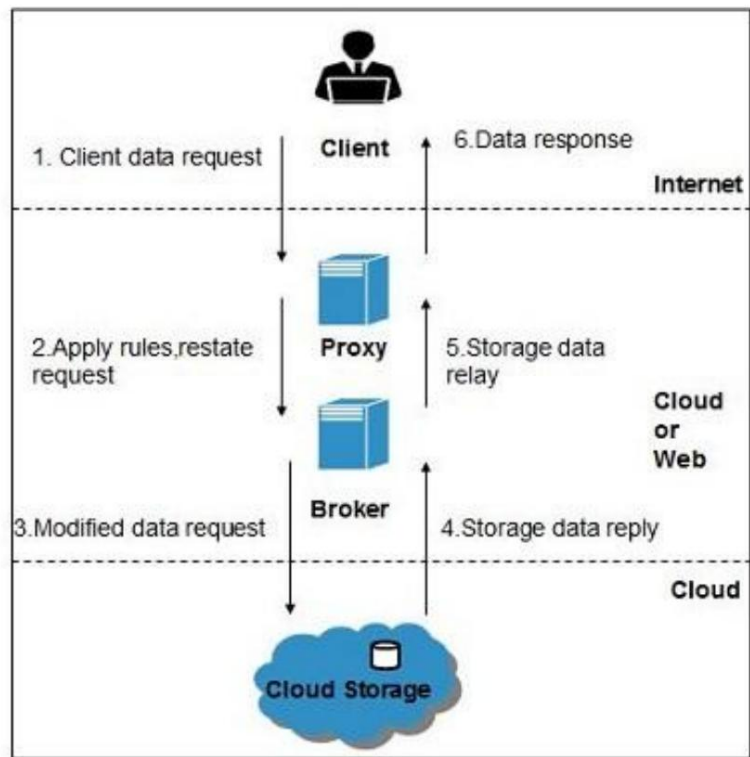 1. Client data request
Client
6.Data response
Internet
2.Apply rules,restate
request
Proxy
5.Storage data
relay
Cloud
or
Web
Broker
3.Modified data request
4.Storage data reply
Cloud
Cloud Storage